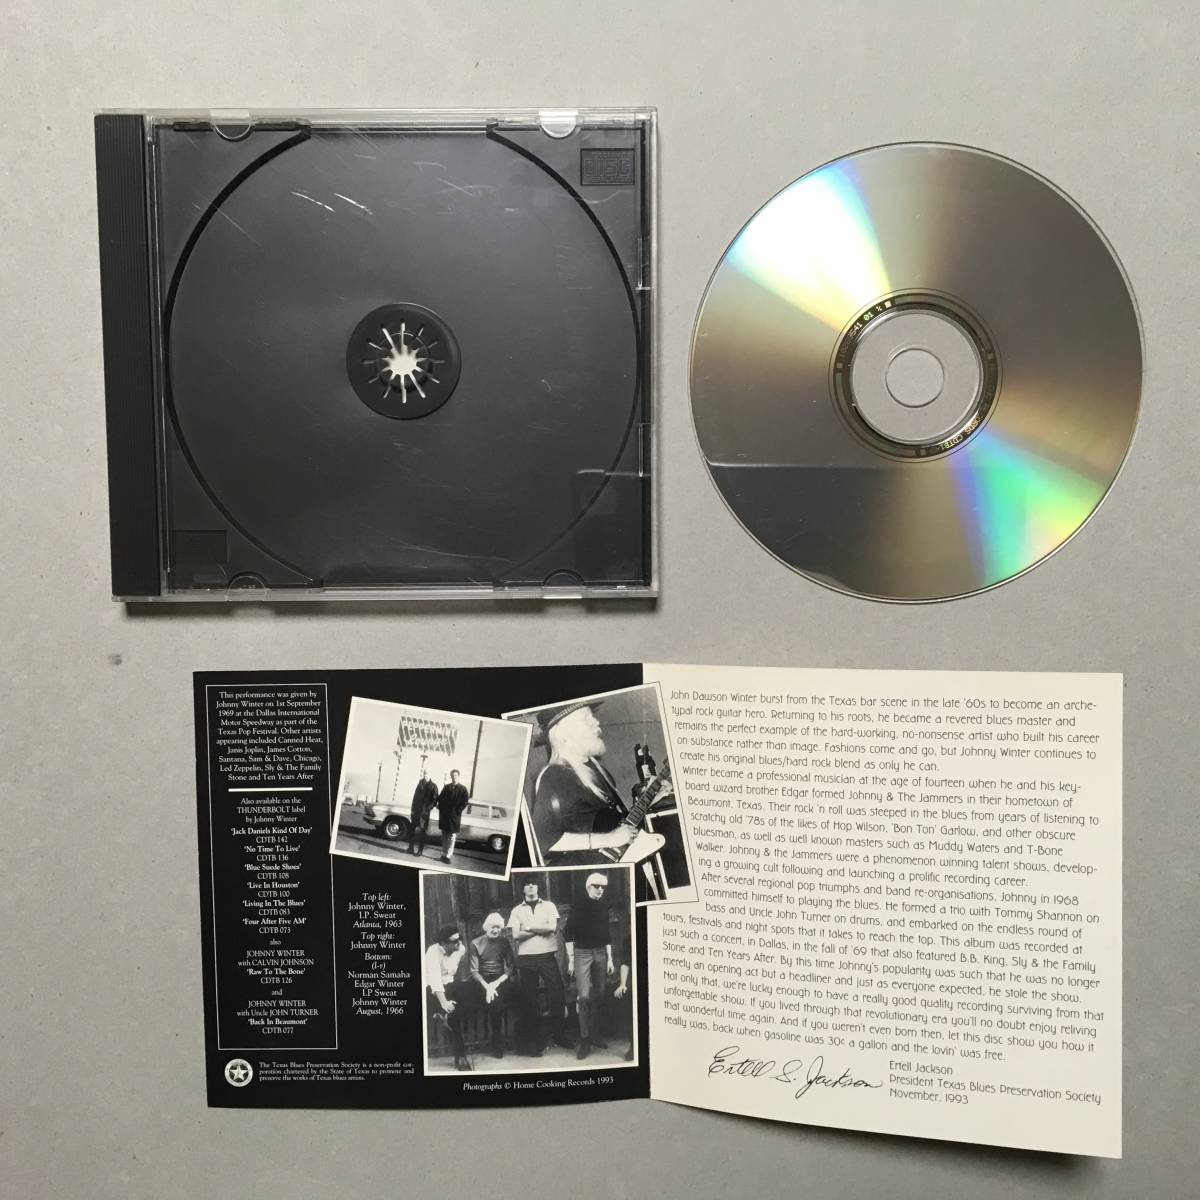 DISC
41 01
CDTB1
This performance was given by
Johnny Winter on 1st September
1969 at the Dallas International
Motor Speedway as part of the
Texas Pop Festival. Other artists
appearing included Canned Heat,
Janis Joplin, James Cotton,
Santana, Sam & Dave, Chicago,
Led Zeppelin, Sly & The Family
Stone and Ten Years After
Also available on the
THUNDERBOLT label
by Johnny Winter
'Jack Daniels Kind Of Day'
CDTB 142
'No Time To Live'
CDTB 136
'Blue Suede Shoes'
CDTB 108
'Live In Houston'
CDTB 100
'Living In The Blues'
CDTB 083
'Four After Five AM'
CDTB 073
also
JOHNNY WINTER
with CALVIN JOHNSON
'Raw To The Bone'
CDTB 126
and
JOHNNY WINTER
with Uncle JOHN TURNER
'Back In Beaumont'
CDTB 077
The Texas Blues Preservation Society is a non-profit cor-
poration chartered by the State of Texas to promote and
preserve the works of Texas blues artists.
Top left:
Johnny Winter,
I.P. Sweat
Atlanta, 1963
Top right:
Johnny Winter
Bottom:
(l-r)
Norman Samaha
Edgar Winter
I.P Sweat
Johnny Winter
August, 1966
Photographs © Home Cooking Records 1993
John Dawson Winter burst from the Texas bar scene in the late '60s to become an arche-
typal rock guitar hero. Returning to his roots, he became a revered blues master and
remains the perfect example of the hard-working, no-nonsense artist who built his career
on substance rather than image. Fashions come and go, but Johnny Winter continues to
create his original blues/hard rock blend as only he can.
Winter became a professional musician at the age of fourteen when he and his key-
board wizard brother Edgar formed Johnny & The Jammers in their hometown of
Beaumont, Texas. Their rock 'n roll was steeped in the blues from years of listening to
scratchy old '78s of the likes of Hop Wilson, 'Bon Ton' Garlow, and other obscure
bluesman, as well as well known masters such as Muddy Waters and T-Bone
Walker. Johnny & the Jammers were a phenomenon winning talent shows, develop-
ing a growing cult following and launching a prolific recording career.
After several regional pop triumphs and band re-organisations, Johnny in 1968
committed himself to playing the blues. He formed a trio with Tommy Shannon on
bass and Uncle John Turner on drums, and embarked on the endless round of
tours, festivals and night spots that it takes to reach the top. This album was recorded at
just such a concert, in Dallas, in the fall of '69 that also featured B.B. King, Sly & the Family
Stone and Ten Years After. By this time Johnny's popularity was such that he was no longer
merely an opening act but a headliner and just as everyone expected, he stole the show.
Not only that, we're lucky enough to have a really good quality recording surviving from that
unforgettable show. If you lived through that revolutionary era you'll no doubt enjoy reliving
that wonderful time again. And if you weren't even born then, let this disc show you how it
really was, back when gasoline was 30c a gallon and the lovin' was free.
Ertell S. Jackson
Ertell Jackson
President Texas Blues Preservation Society
November, 1993